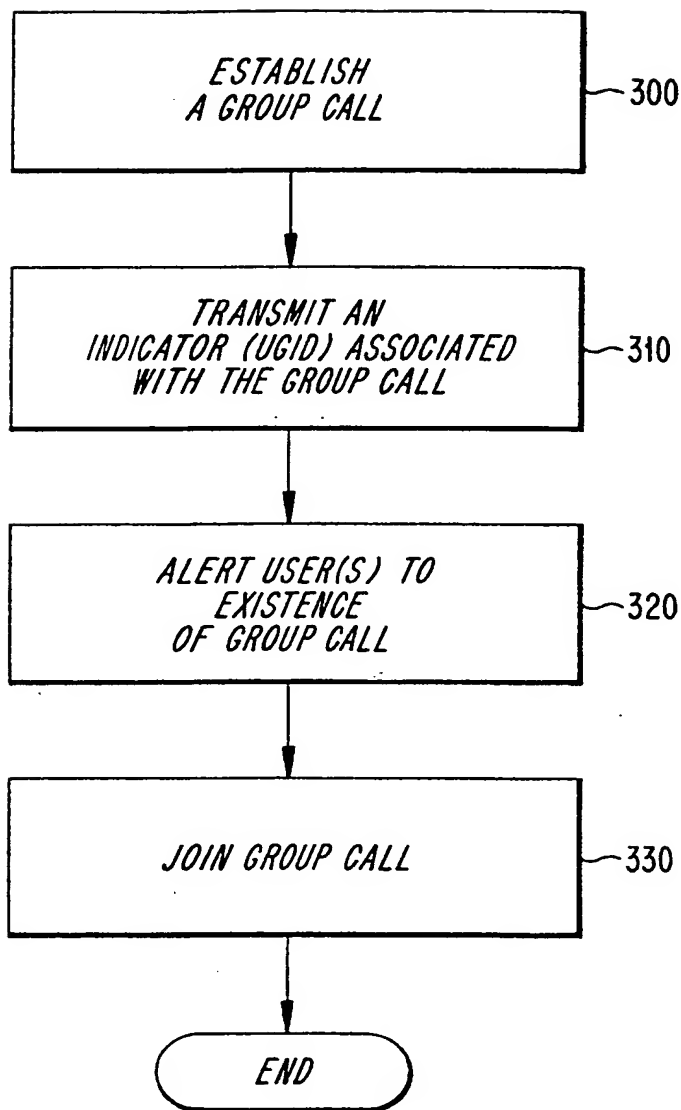 ESTABLISH
A GROUP CALL
300
TRANSMIT AN
INDICATOR (UGID) ASSOCIATED
WITH THE GROUP CALL
310
ALERT USER(S) TO
EXISTENCE
OF GROUP CALL
320
JOIN GROUP CALL
330
END